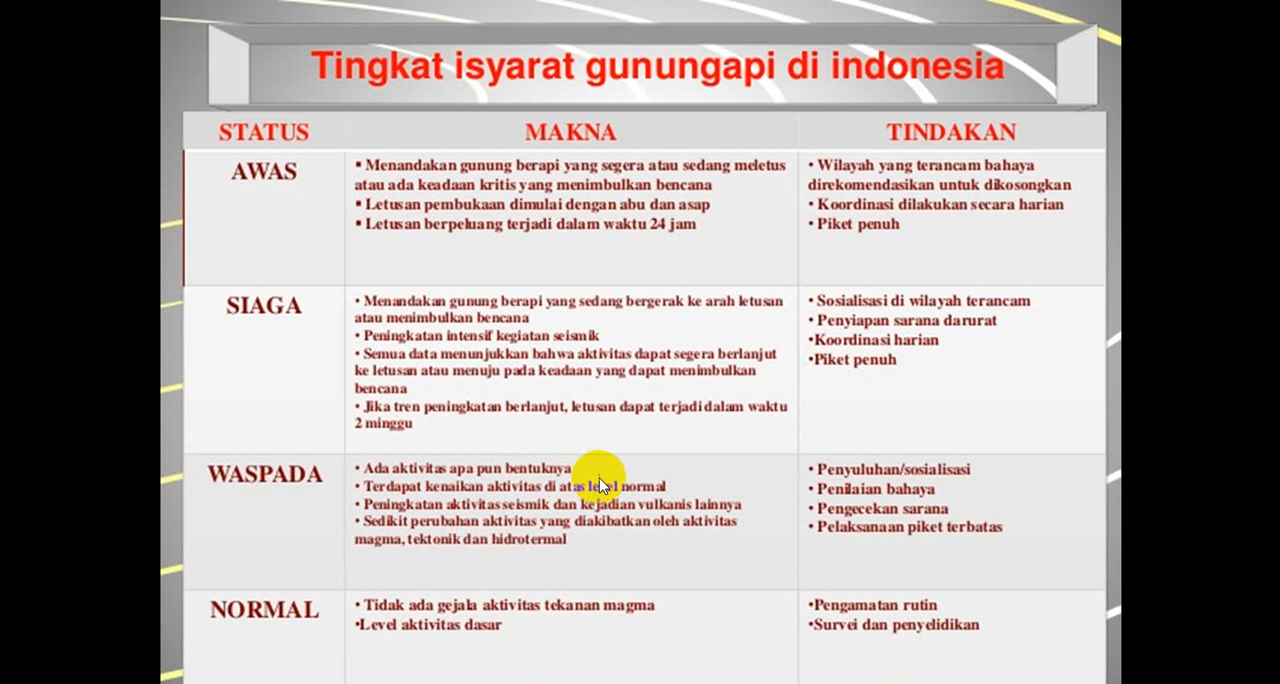 Tingkat isyarat gunungapi di indonesia
STATUS
MAKNA
TINDAKAN
AWAS
▪ Menandakan gunung berapi yang segera atau sedang meletus
atau ada keadaan kritis yang menimbulkan bencana
▪ Letusan pembukaan dimulai dengan abu dan asap
▪ Letusan berpeluang terjadi dalam waktu 24 jam
• Wilayah yang terancam bahaya
direkomendasikan untuk dikosongkan
• Koordinasi dilakukan secara harian
• Piket penuh
SIAGA
• Menandakan gunung berapi yang sedang bergerak ke arah letusan
atau menimbulkan bencana
• Peningkatan intensif kegiatan seismik
• Semua data menunjukkan bahwa aktivitas dapat segera berlanjut
ke letusan atau menuju pada keadaan yang dapat menimbulkan
bencana
• Jika tren peningkatan berlanjut, letusan dapat terjadi dalam waktu
2 minggu
• Sosialisasi di wilayah terancam
• Penyiapan sarana darurat
•Koordinasi harian
•Piket penuh
WASPADA
• Ada aktivitas apa pun bentuknya
• Terdapat kenaikan aktivitas di atas level normal
• Peningkatan aktivitas seismik dan kejadian vulkanis lainnya
• Sedikit perubahan aktivitas yang diakibatkan oleh aktivitas
magma, tektonik dan hidrotermal
• Penyuluhan/sosialisasi
• Penilaian bahaya
• Pengecekan sarana
• Pelaksanaan piket terbatas
NORMAL
• Tidak ada gejala aktivitas tekanan magma
•Level aktivitas dasar
•Pengamatan rutin
•Survei dan penyelidikan